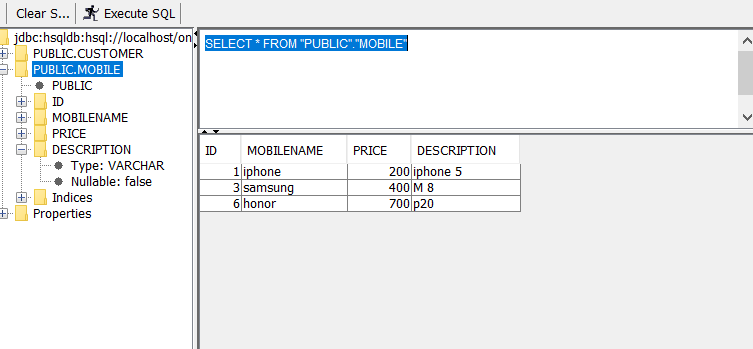 Clear S... Execute SQL
jdbc:hsqldb:hsql://localhost/on
PUBLIC.CUSTOMER
PUBLIC.MOBILE
PUBLIC
ID
MOBILENAME
PRICE
DESCRIPTION
Type: VARCHAR
Nullable: false
Indices
Properties
SELECT * FROM "PUBLIC"."MOBILE"
ID MOBILENAME PRICE DESCRIPTION
1 iphone 200 iphone 5
3 samsung 400 M 8
6 honor 700 p20